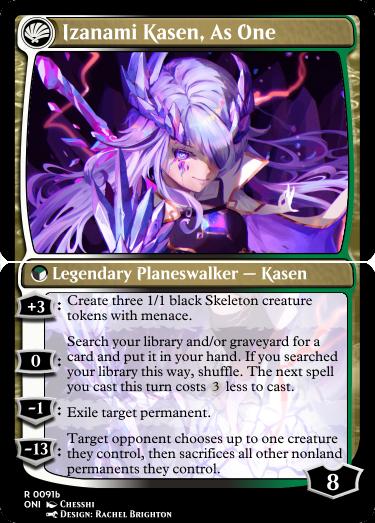 Izanami Kasen, As One
Legendary Planeswalker — Kasen
+3: Create three 1/1 black Skeleton creature
tokens with menace.
0: Search your library and/or graveyard for a
card and put it in your hand. If you searched
your library this way, shuffle. The next spell
you cast this turn costs 3 less to cast.
-1: Exile target permanent.
-13: Target opponent chooses up to one creature
they control, then sacrifices all other nonland
permanents they control.
8
R 0091b
ONI Chesshi
Design: Rachel Brighton